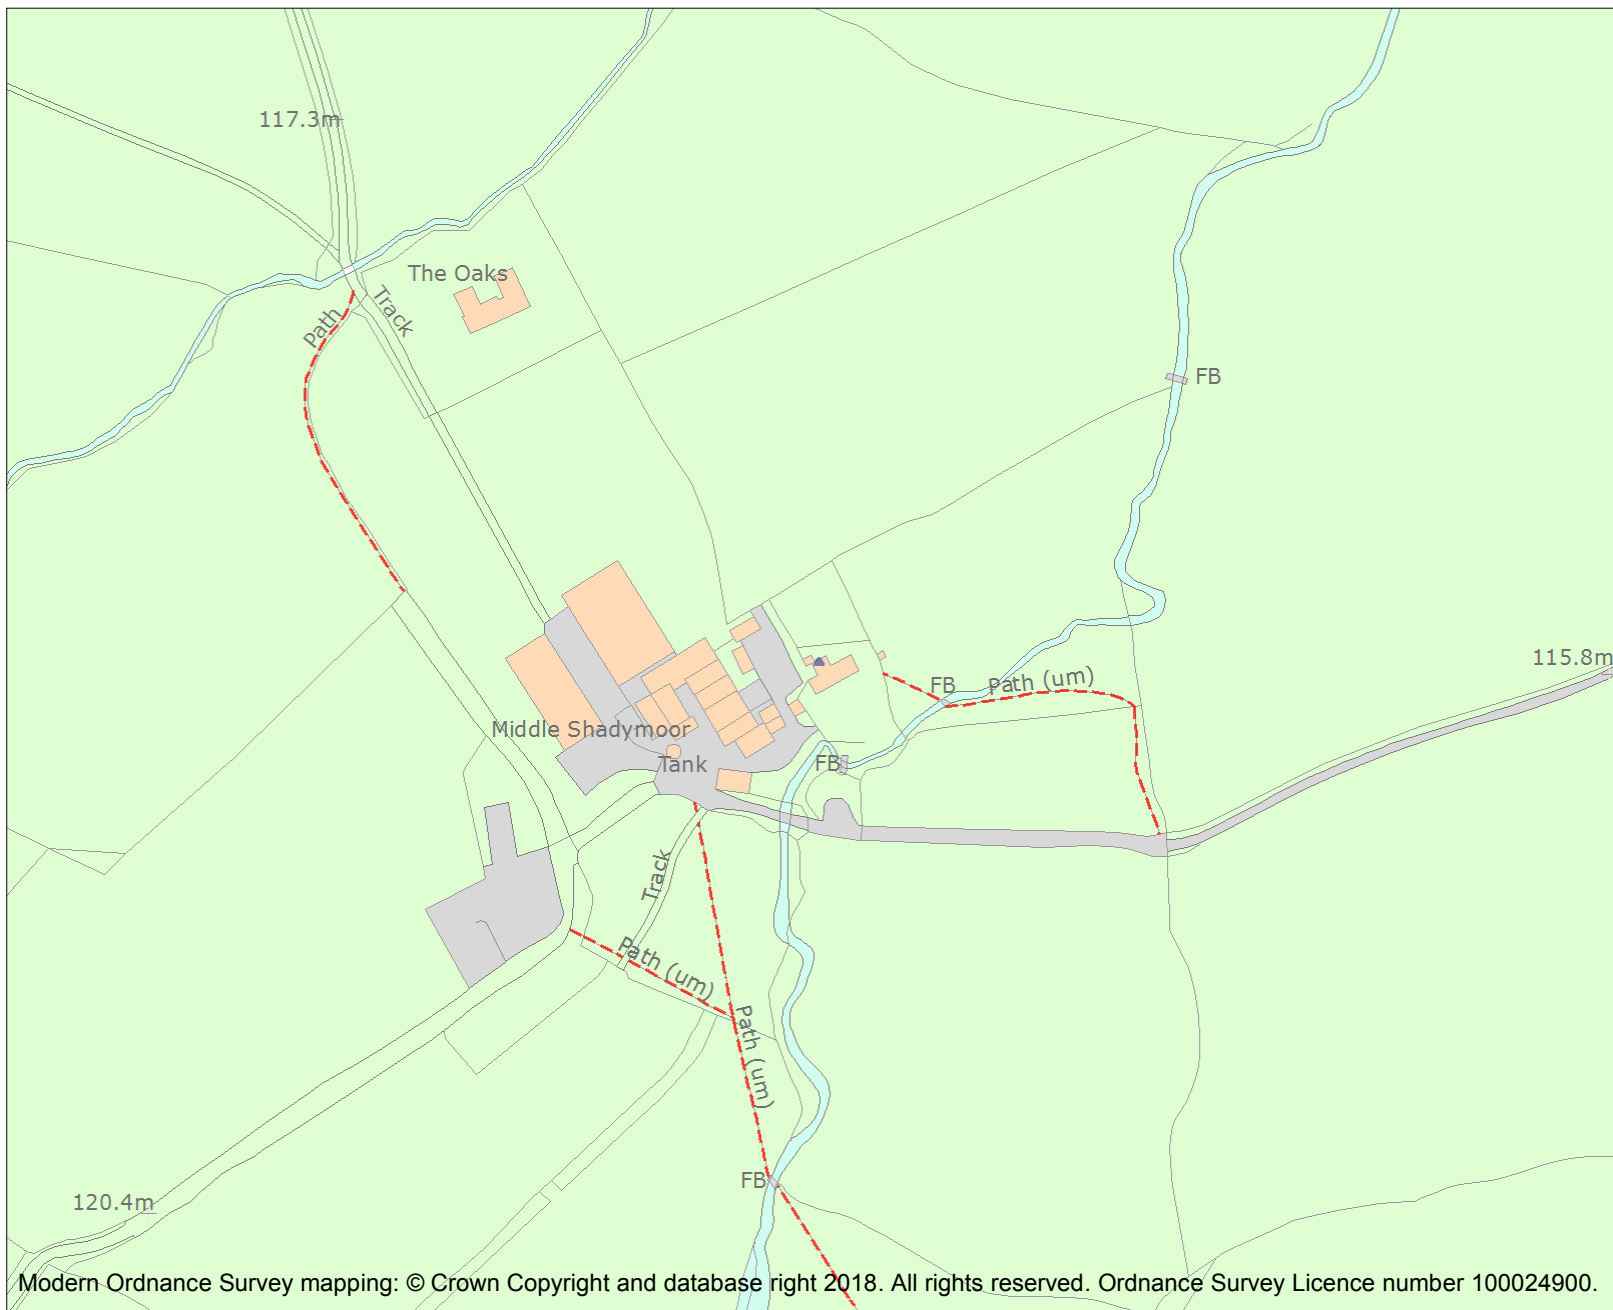 117.3m
The Oaks
Track
Path
FB
115.8m
FB
Path (um)
Middle Shadymoor
Tank
FB
Track
Path (um)
Path (um)
FB
120.4m
Modern Ordnance Survey mapping: © Crown Copyright and database right 2018. All rights reserved. Ordnance Survey Licence number 100024900.